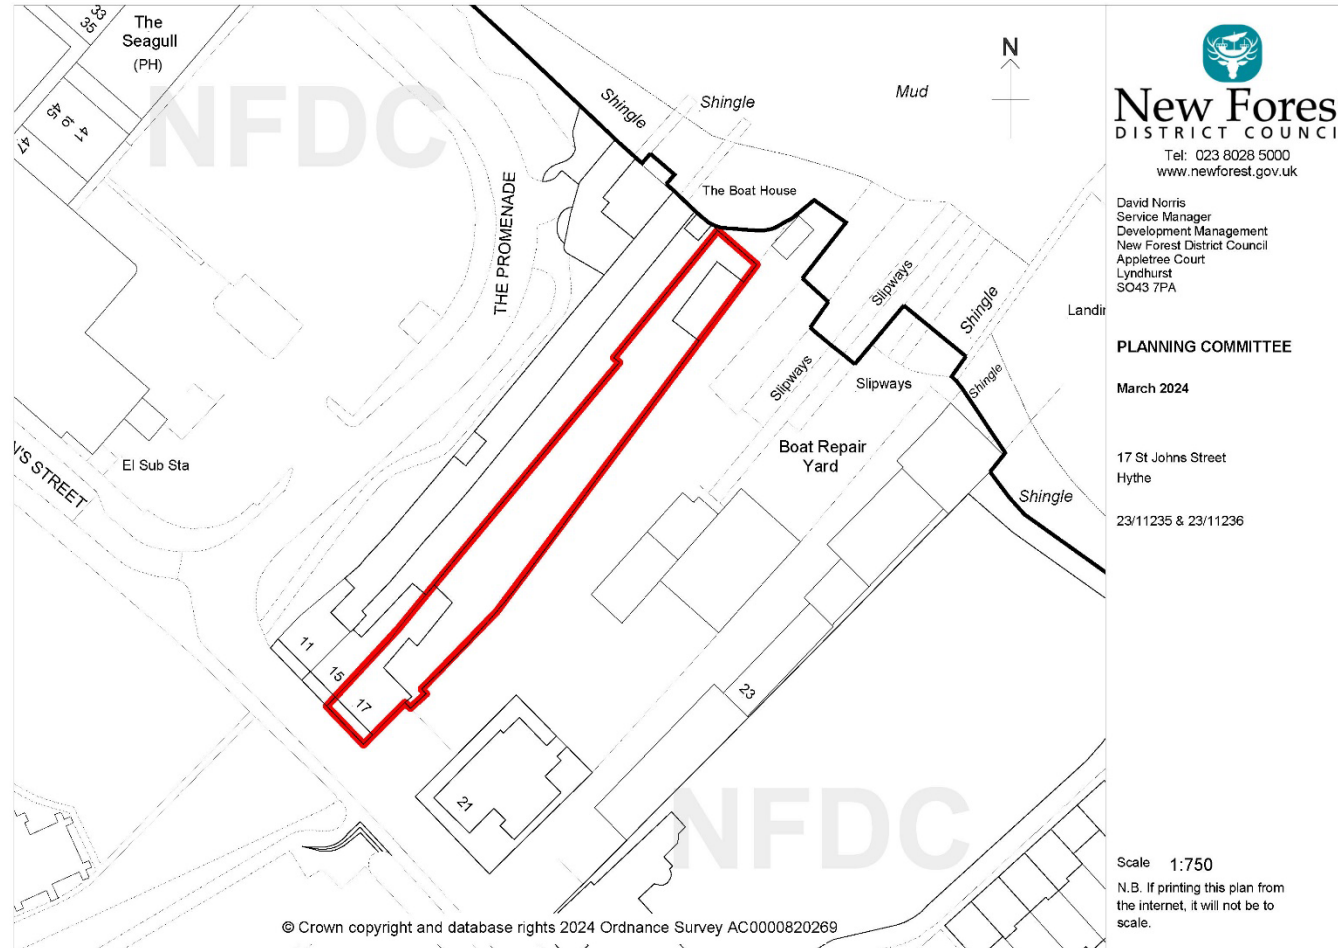 33
35
The
Seagull
(PH)
NFDC
41
to
45
47
THE PROMENADE
Shingle
Shingle
Mud
N
The Boat House
Slipways
Shingle
Landin
Slipways
Slipways
Shingle
Boat Repair
Yard
Shingle
N'S STREET
El Sub Sta
11
15
17
21
23
NFDC
© Crown copyright and database rights 2024 Ordnance Survey AC0000820269
New Fores
DISTRICT COUNCI
Tel: 023 8028 5000
www.newforest.gov.uk
David Norris
Service Manager
Development Management
New Forest District Council
Appletree Court
Lyndhurst
SO43 7PA
PLANNING COMMITTEE
March 2024
17 St Johns Street
Hythe
23/11235 & 23/11236
Scale 1:750
N.B. If printing this plan from
the internet, it will not be to
scale.